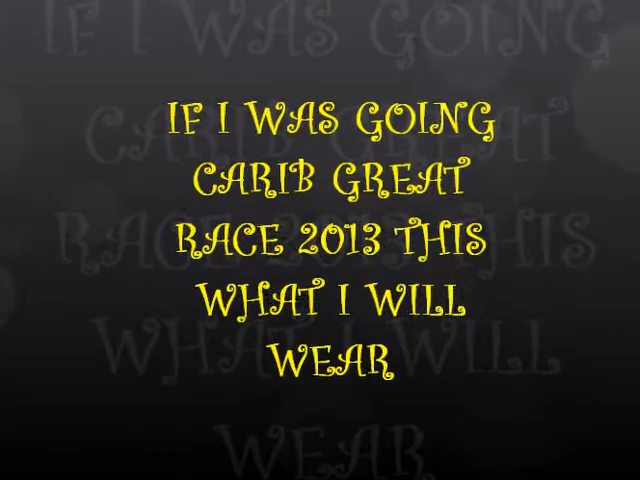 IF I WAS GOING
CARIB GREAT
RACE 2013 THIS
WHAT I WILL
WEAR